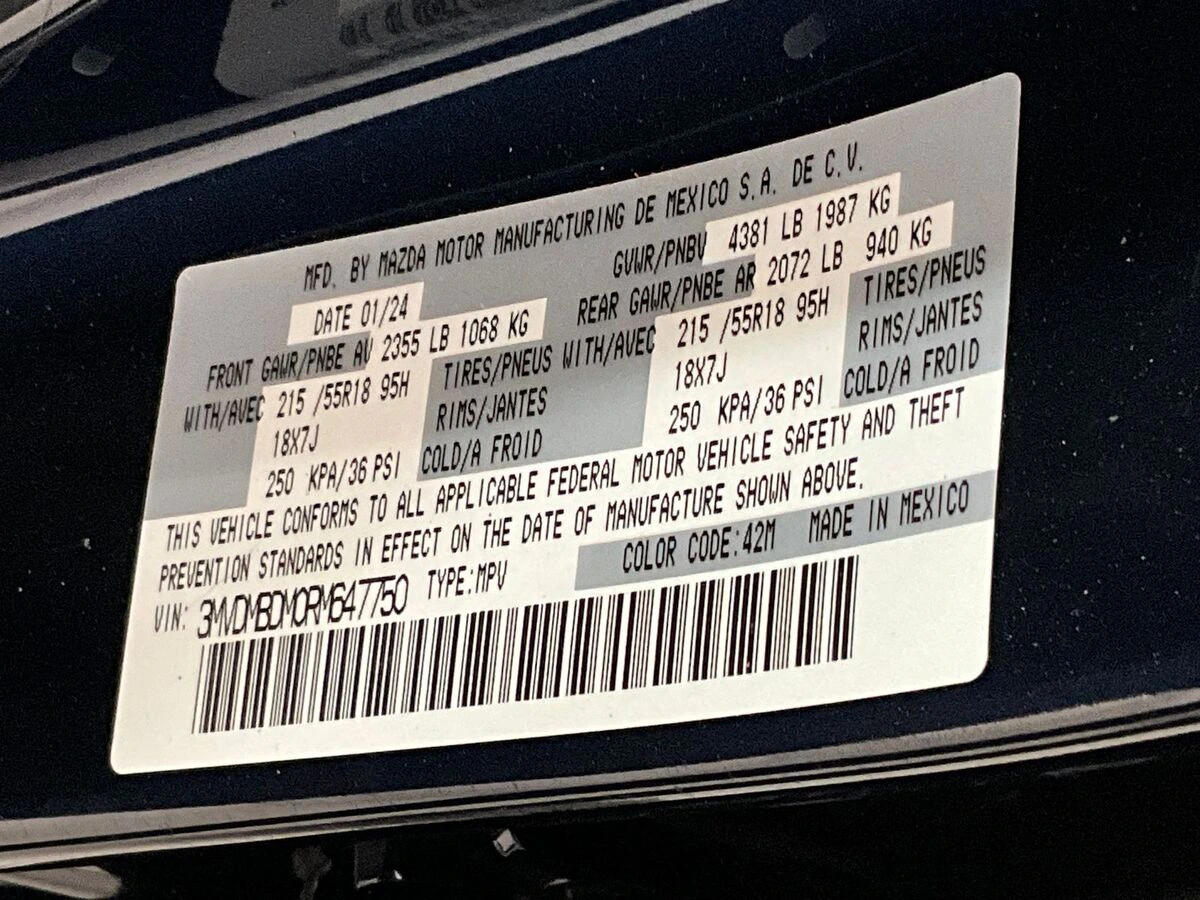 MFD. BY MAZDA MOTOR MANUFACTURING DE MEXICO S.A. DE C.V.
DATE 01/24 GVWR/PNBV 4381 LB 1987 KG
FRONT GAWR/PNBE AV 2355 LB 1068 KG REAR GAWR/PNBE AR 2072 LB 940 KG
WITH/AVEC 215 /55R18 95H TIRES/PNEUS WITH/AVEC 215 /55R18 95H TIRES/PNEUS
18X7J RIMS/JANTES 18X7J RIMS/JANTES
250 KPA/36 PSI COLD/A FROID 250 KPA/36 PSI COLD/A FROID
THIS VEHICLE CONFORMS TO ALL APPLICABLE FEDERAL MOTOR VEHICLE SAFETY AND THEFT
PREVENTION STANDARDS IN EFFECT ON THE DATE OF MANUFACTURE SHOWN ABOVE.
VIN: 3MVDMBDM0RM647750 TYPE:MPV COLOR CODE:42M MADE IN MEXICO